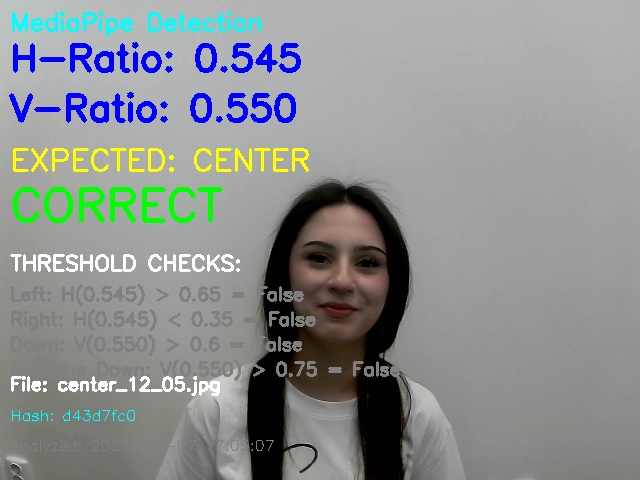 MediaPipe Detection
H-Ratio: 0.545
V-Ratio: 0.550
EXPECTED: CENTER
CORRECT
THRESHOLD CHECKS:
Left: H(0.545) > 0.65 = False
Right: H(0.545) < 0.35 = False
Down: V(0.550) > 0.6 = False
Down: V(0.550) > 0.75 = False
File: center_12_05.jpg
Hash: d43d7fc0
Analyzed: